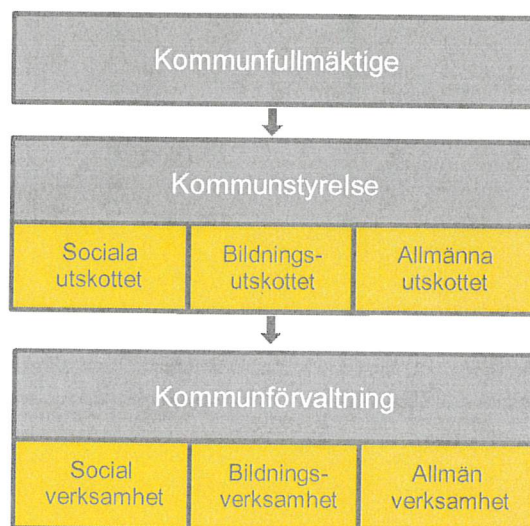 Kommunfullmäktige
Kommunstyrelse
Sociala
utskottet
Bildnings-
utskottet
Allmänna
utskottet
Kommunförvaltning
Social
verksamhet
Bildnings-
verksamhet
Allmän
verksamhet